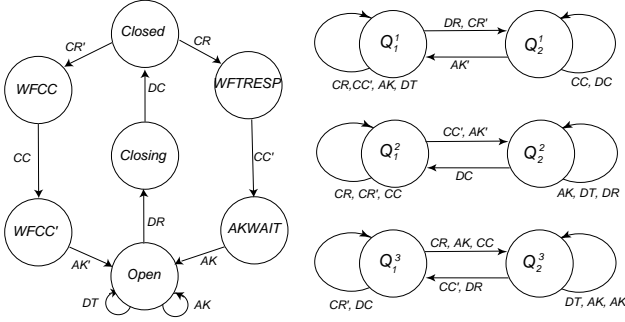 Closed
CR'
CR
WFCC
WFTRESP
DC
CC
Closing
CC'
DR
WFCC'
AKWAIT
AK'
Open
AK
DT
AK
Q₁¹
DR, CR'
Q₂¹
AK'
CR,CC', AK, DT
CC, DC
Q₁²
CC', AK'
Q₂²
DC
CR, CR', CC
AK, DT, DR
Q₁³
CR, AK, CC
Q₂³
CC', DR
CR', DC
DT, AK, AK